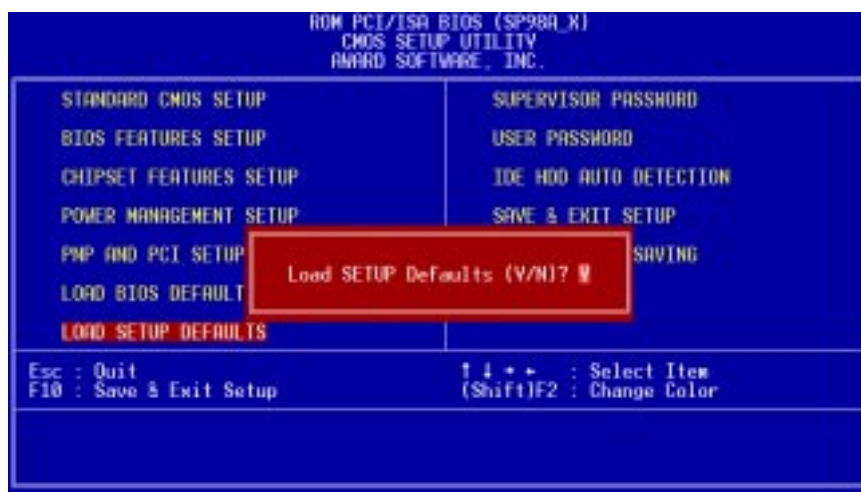 ROM PCI/ISA BIOS (SP98A_X)
CMOS SETUP UTILITY
AWARD SOFTWARE, INC.
STANDARD CMOS SETUP
BIOS FEATURES SETUP
CHIPSET FEATURES SETUP
POWER MANAGEMENT SETUP
PNP AND PCI SETUP
LOAD BIOS DEFAULT
LOAD SETUP DEFAULTS
SUPERVISOR PASSWORD
USER PASSWORD
IDE HDD AUTO DETECTION
SAVE & EXIT SETUP
SAVING
Load SETUP Defaults (Y/N)? Y
Esc : Quit
F10 : Save & Exit Setup
↑ ↓ → ← : Select Item
(Shift)F2 : Change Color